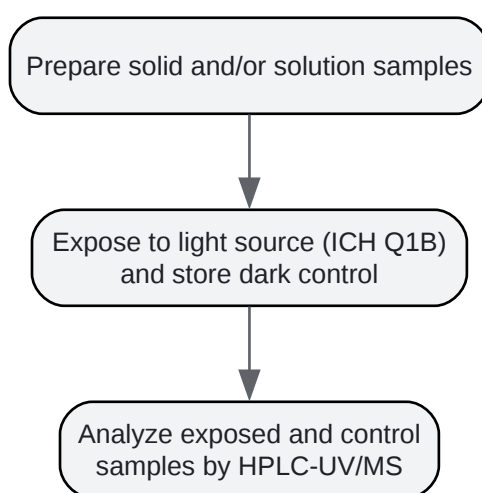 Prepare solid and/or solution samples
Expose to light source (ICH Q1B)
and store dark control
Analyze exposed and control
samples by HPLC-UV/MS